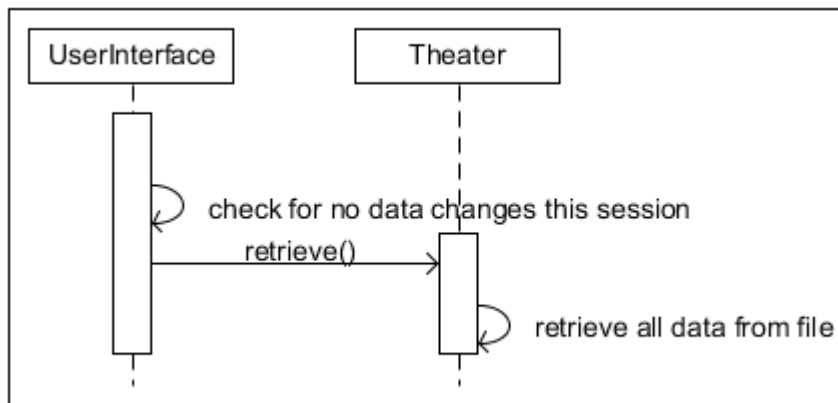 UserInterface
Theater
check for no data changes this session
retrieve()
retrieve all data from file